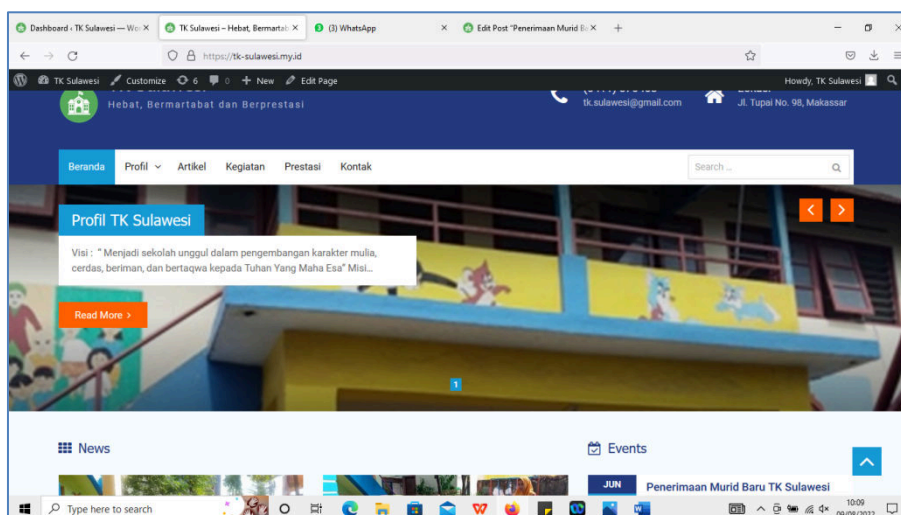 Dashboard ‹ TK Sulawesi — Wo
TK Sulawesi – Hebat, Bermartab
(3) WhatsApp
Edit Post "Penerimaan Murid B
https://tk-sulawesi.my.id
TK Sulawesi
Customize
6
0
New
Edit Page
Howdy, TK Sulawesi
Hebat, Bermartabat dan Berprestasi
tk.sulawesi@gmail.com
Jl. Tupai No. 98, Makassar
Beranda
Profil
Artikel
Kegiatan
Prestasi
Kontak
Search ...
Profil TK Sulawesi
Visi : " Menjadi sekolah unggul dalam pengembangan karakter mulia,
cerdas, beriman, dan bertaqwa kepada Tuhan Yang Maha Esa" Misi...
Read More >
1
News
Events
JUN
Penerimaan Murid Baru TK Sulawesi
Type here to search
10:09
09/08/2022